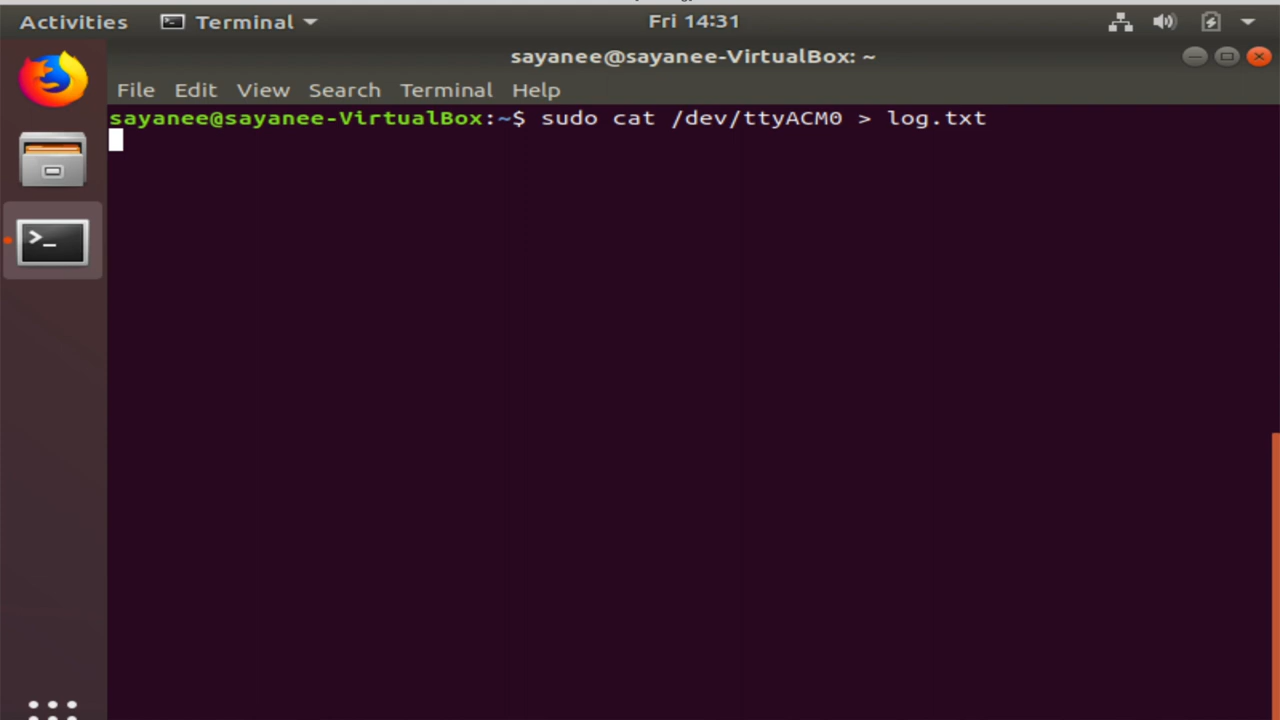 Activities Terminal Fri 14:31
sayanee@sayanee-VirtualBox: ~
File Edit View Search Terminal Help
sayanee@sayanee-VirtualBox:~$ sudo cat /dev/ttyACM0 > log.txt